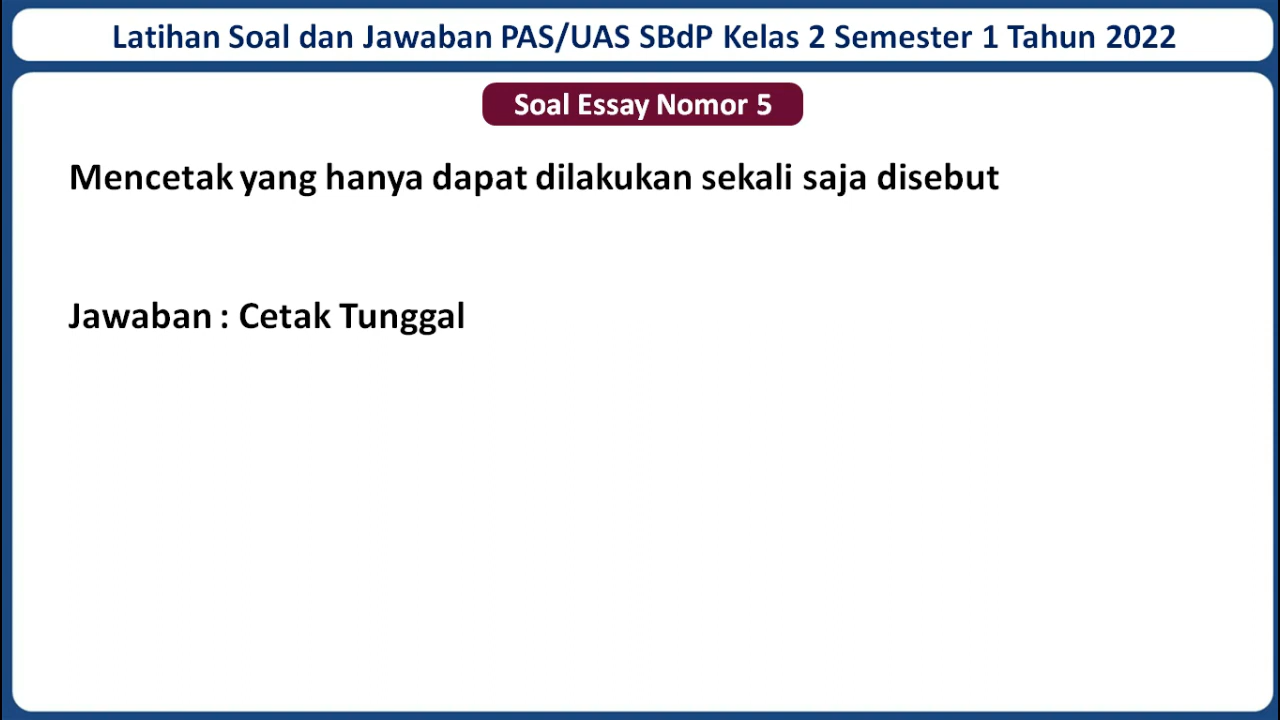 Latihan Soal dan Jawaban PAS/UAS SBdP Kelas 2 Semester 1 Tahun 2022
Soal Essay Nomor 5
Mencetak yang hanya dapat dilakukan sekali saja disebut
Jawaban : Cetak Tunggal